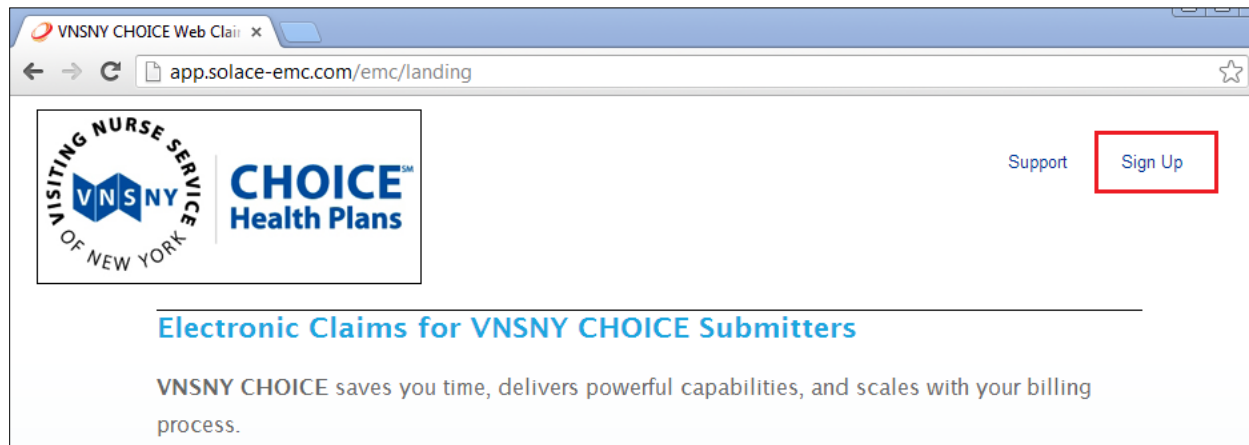 VNSNY CHOICE Web Clai
app.solace-emc.com/emc/landing
VISITING NURSE SERVICE
OF NEW YORK
VNSNY
CHOICE℠
Health Plans
Support
Sign Up
Electronic Claims for VNSNY CHOICE Submitters
VNSNY CHOICE saves you time, delivers powerful capabilities, and scales with your billing
process.